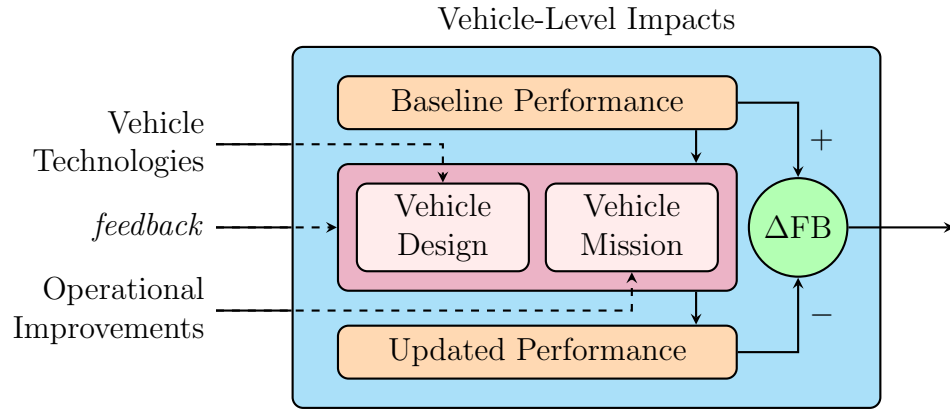 Vehicle-Level Impacts
Baseline Performance
Vehicle
Technologies
+
Vehicle
Design
Vehicle
Mission
feedback
ΔFB
Operational
Improvements
−
Updated Performance